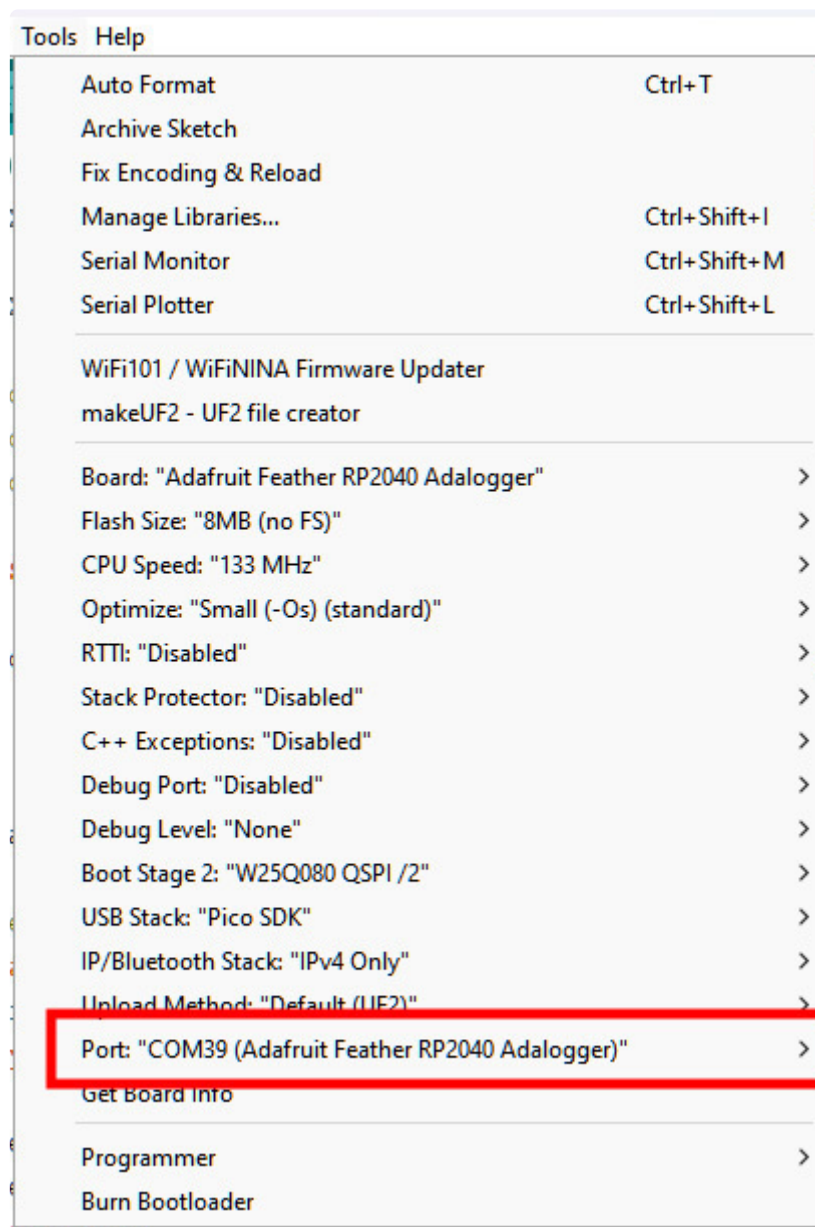 Tools Help
Auto Format Ctrl+T
Archive Sketch
Fix Encoding & Reload
Manage Libraries... Ctrl+Shift+I
Serial Monitor Ctrl+Shift+M
Serial Plotter Ctrl+Shift+L
WiFi101 / WiFiNINA Firmware Updater
makeUF2 - UF2 file creator
Board: "Adafruit Feather RP2040 Adalogger"
Flash Size: "8MB (no FS)"
CPU Speed: "133 MHz"
Optimize: "Small (-Os) (standard)"
RTTI: "Disabled"
Stack Protector: "Disabled"
C++ Exceptions: "Disabled"
Debug Port: "Disabled"
Debug Level: "None"
Boot Stage 2: "W25Q080 QSPI /2"
USB Stack: "Pico SDK"
IP/Bluetooth Stack: "IPv4 Only"
Upload Method: "Default (UF2)"
Port: "COM39 (Adafruit Feather RP2040 Adalogger)"
Get Board Info
Programmer
Burn Bootloader